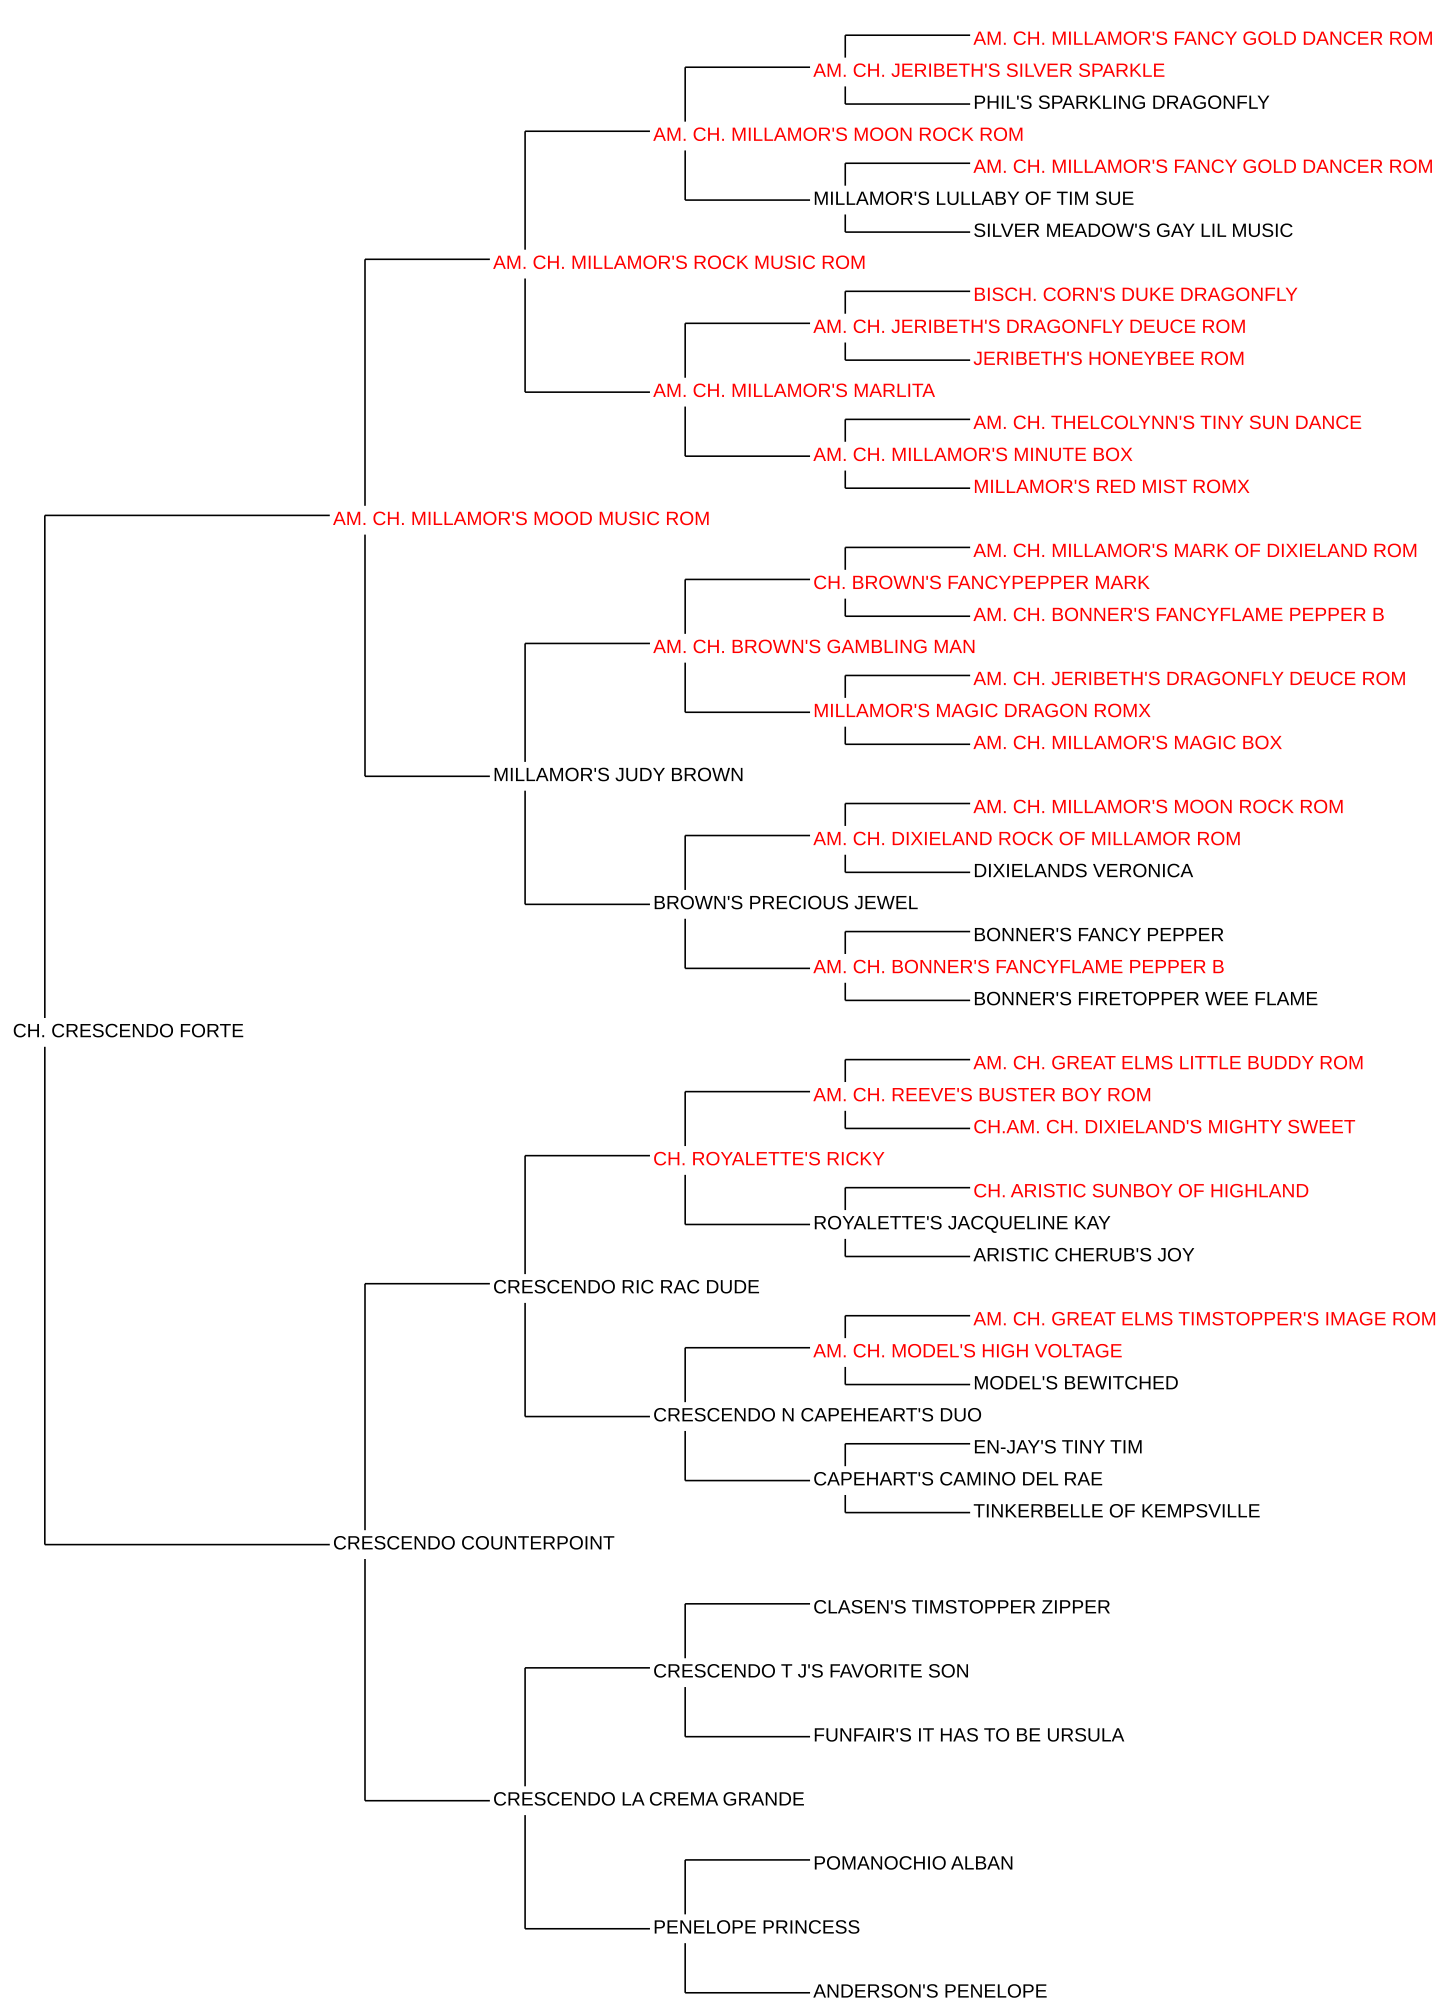 AM. CH. MILLAMOR'S FANCY GOLD DANCER ROM
AM. CH. JERIBETH'S SILVER SPARKLE
PHIL'S SPARKLING DRAGONFLY
AM. CH. MILLAMOR'S MOON ROCK ROM
AM. CH. MILLAMOR'S FANCY GOLD DANCER ROM
MILLAMOR'S LULLABY OF TIM SUE
SILVER MEADOW'S GAY LIL MUSIC
AM. CH. MILLAMOR'S ROCK MUSIC ROM
BISCH. CORN'S DUKE DRAGONFLY
AM. CH. JERIBETH'S DRAGONFLY DEUCE ROM
JERIBETH'S HONEYBEE ROM
AM. CH. MILLAMOR'S MARLITA
AM. CH. THELCOLYNN'S TINY SUN DANCE
AM. CH. MILLAMOR'S MINUTE BOX
MILLAMOR'S RED MIST ROMX
AM. CH. MILLAMOR'S MOOD MUSIC ROM
AM. CH. MILLAMOR'S MARK OF DIXIELAND ROM
CH. BROWN'S FANCYPEPPER MARK
AM. CH. BONNER'S FANCYFLAME PEPPER B
AM. CH. BROWN'S GAMBLING MAN
AM. CH. JERIBETH'S DRAGONFLY DEUCE ROM
MILLAMOR'S MAGIC DRAGON ROMX
AM. CH. MILLAMOR'S MAGIC BOX
MILLAMOR'S JUDY BROWN
AM. CH. MILLAMOR'S MOON ROCK ROM
AM. CH. DIXIELAND ROCK OF MILLAMOR ROM
DIXIELANDS VERONICA
BROWN'S PRECIOUS JEWEL
BONNER'S FANCY PEPPER
AM. CH. BONNER'S FANCYFLAME PEPPER B
BONNER'S FIRETOPPER WEE FLAME
CH. CRESCENDO FORTE
AM. CH. GREAT ELMS LITTLE BUDDY ROM
AM. CH. REEVE'S BUSTER BOY ROM
CH.AM. CH. DIXIELAND'S MIGHTY SWEET
CH. ROYALETTE'S RICKY
CH. ARISTIC SUNBOY OF HIGHLAND
ROYALETTE'S JACQUELINE KAY
ARISTIC CHERUB'S JOY
CRESCENDO RIC RAC DUDE
AM. CH. GREAT ELMS TIMSTOPPER'S IMAGE ROM
AM. CH. MODEL'S HIGH VOLTAGE
MODEL'S BEWITCHED
CRESCENDO N CAPEHEART'S DUO
EN-JAY'S TINY TIM
CAPEHART'S CAMINO DEL RAE
TINKERBELLE OF KEMPSVILLE
CRESCENDO COUNTERPOINT
CLASEN'S TIMSTOPPER ZIPPER
CRESCENDO T J'S FAVORITE SON
FUNFAIR'S IT HAS TO BE URSULA
CRESCENDO LA CREMA GRANDE
POMANOCHIO ALBAN
PENELOPE PRINCESS
ANDERSON'S PENELOPE